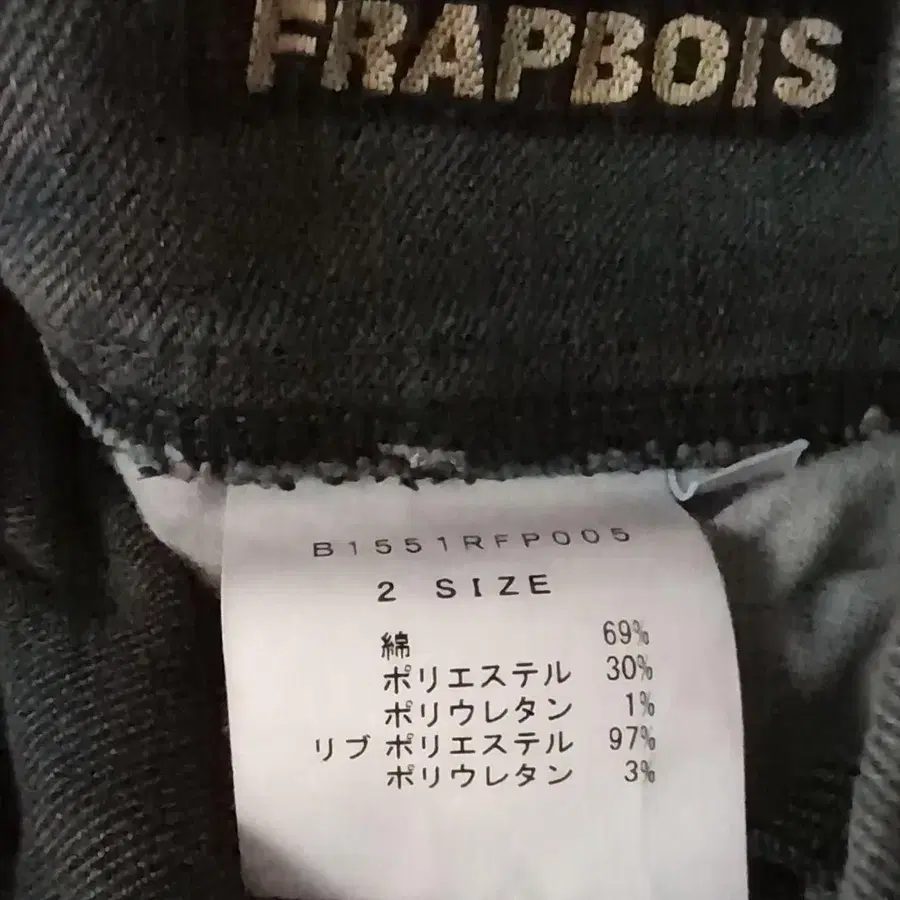 FRAPBOIS
B1551RFP005
2 SIZE
綿 69%
ポリエステル 30%
ポリウレタン 1%
リブ ポリエステル 97%
ポリウレタン 3%